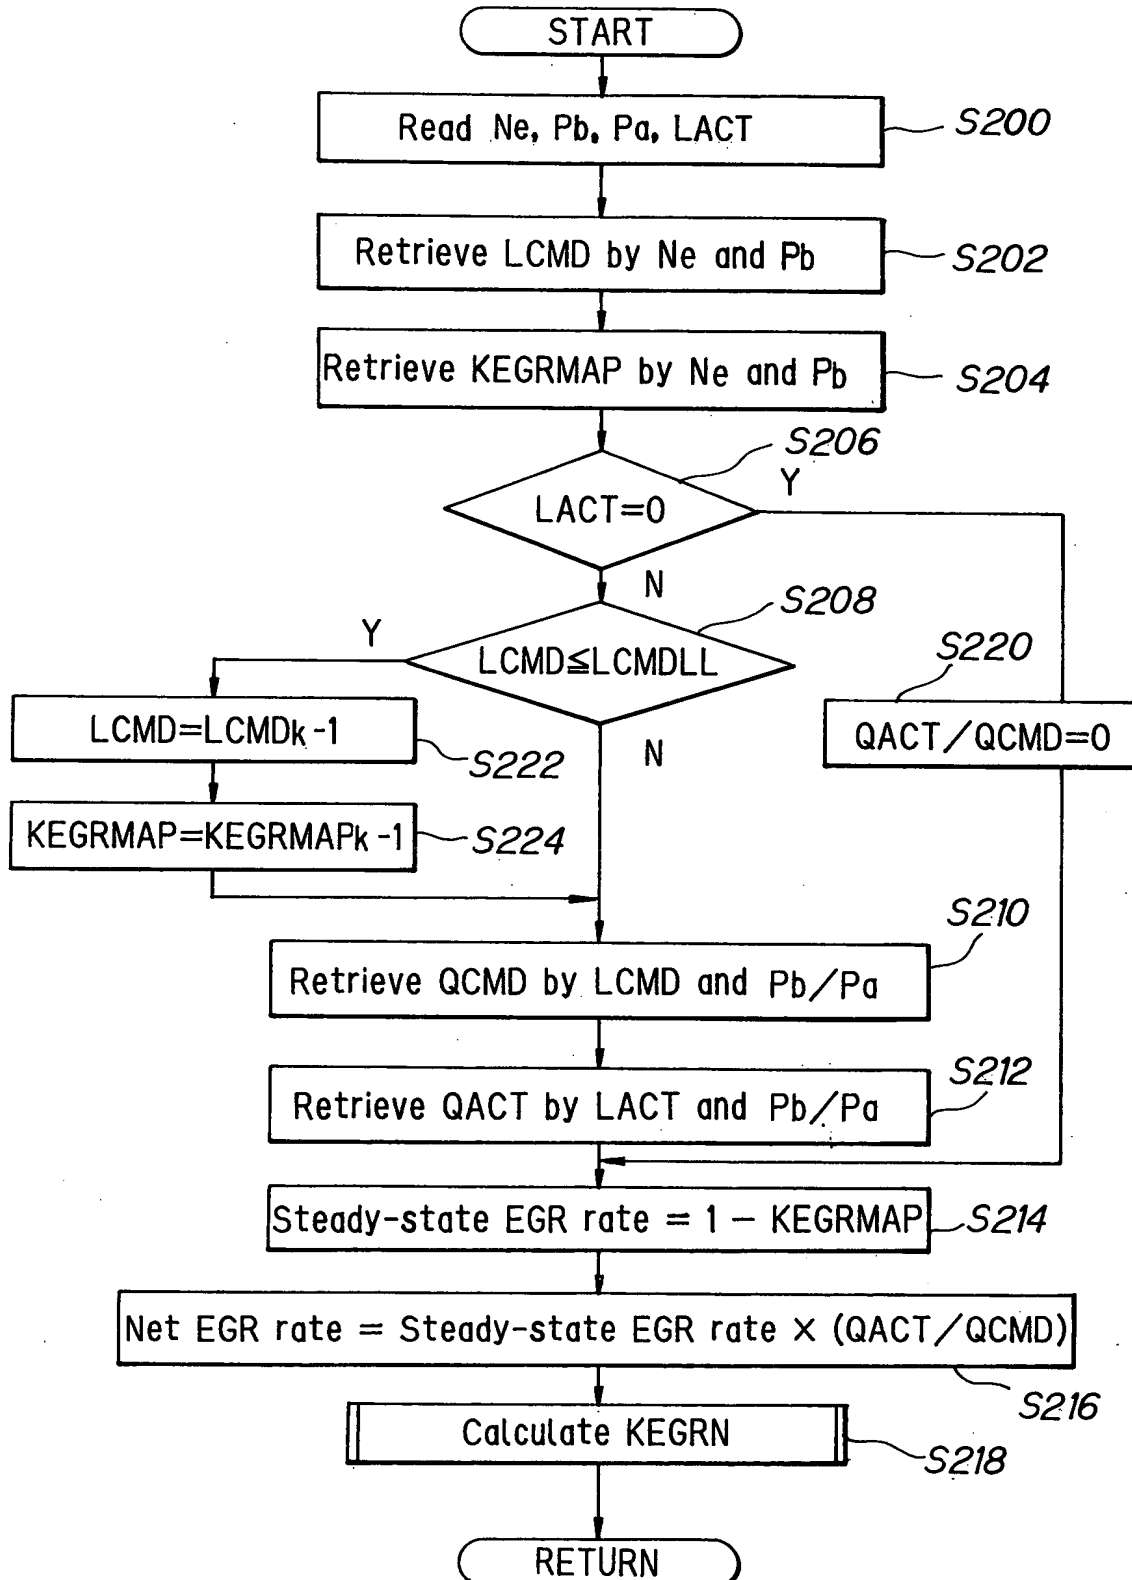 START
Read Ne, Pb, Pa, LACT
S200
Retrieve LCMD by Ne and Pb
S202
Retrieve KEGRMAP by Ne and Pb
S204
S206
LACT=0
Y
N
S208
LCMD≦LCMDLL
Y
N
S220
QACT/QCMD=0
LCMD=LCMDk-1
S222
KEGRMAP=KEGRMAPk-1
S224
S210
Retrieve QCMD by LCMD and Pb/Pa
S212
Retrieve QACT by LACT and Pb/Pa
Steady-state EGR rate = 1 - KEGRMAP
S214
Net EGR rate = Steady-state EGR rate × (QACT/QCMD)
S216
Calculate KEGRN
S218
RETURN